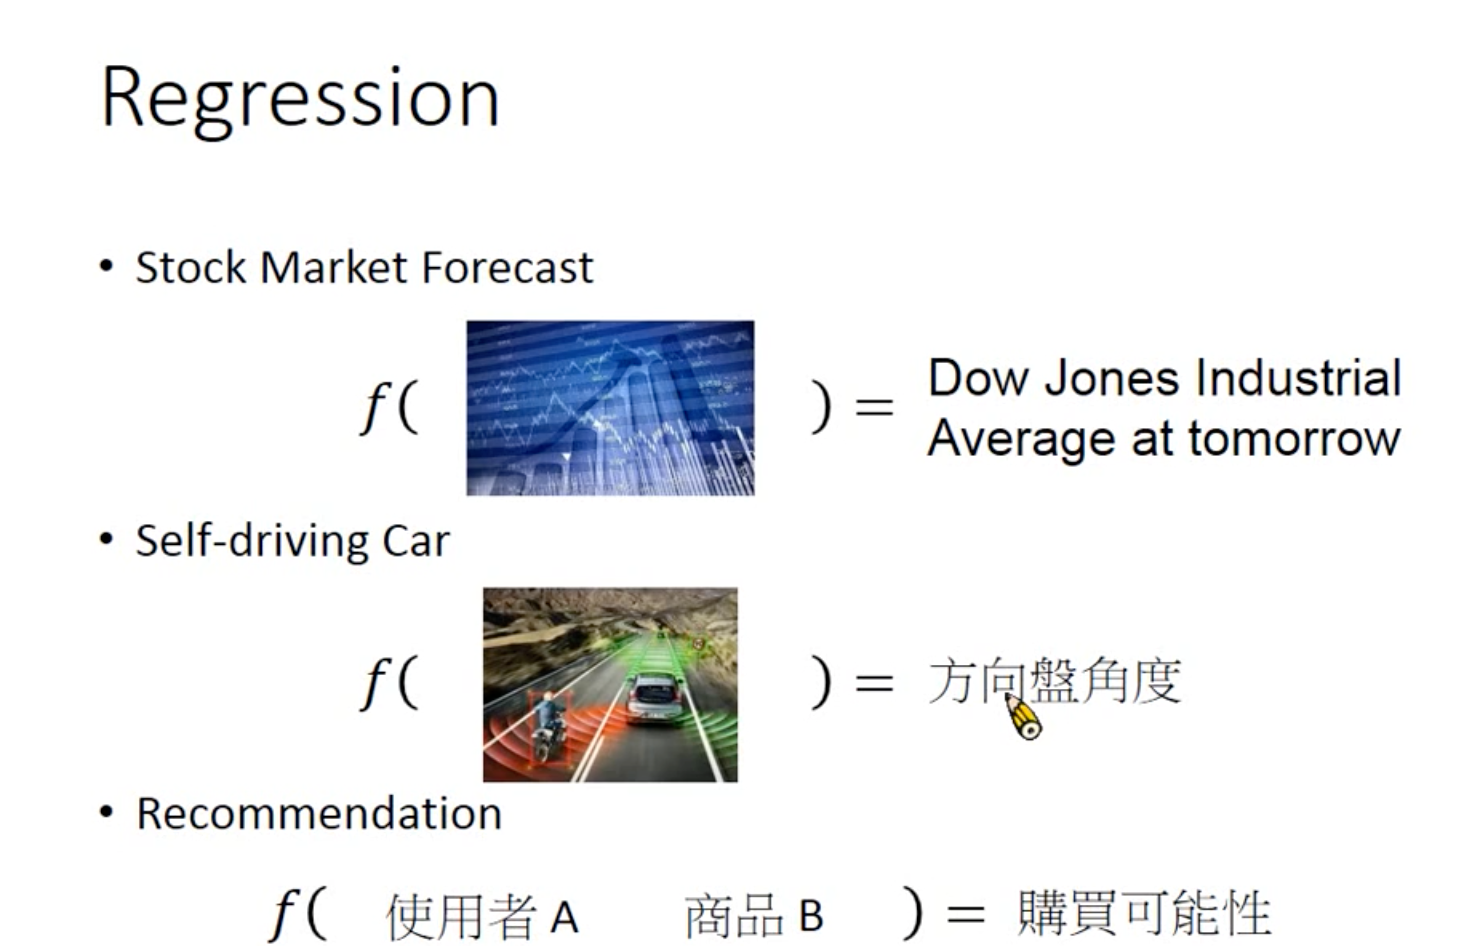 Regression
• Stock Market Forecast
f( ) = Dow Jones Industrial
Average at tomorrow
• Self-driving Car
f( ) = 方向盤角度
• Recommendation
f( 使用者 A 商品 B ) = 購買可能性